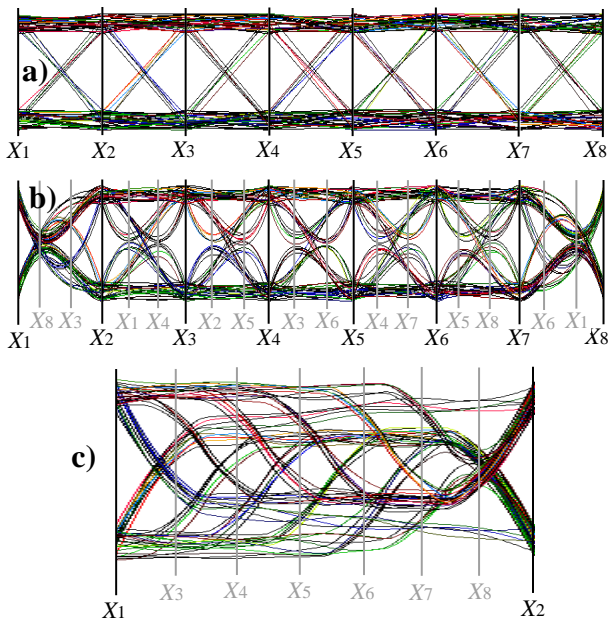 a)
X1 X2 X3 X4 X5 X6 X7 X8
b)
X8 X3 X1 X4 X2 X5 X3 X6 X4 X7 X5 X8 X6 X1
X1 X2 X3 X4 X5 X6 X7 X8
c)
X3 X4 X5 X6 X7 X8
X1 X2